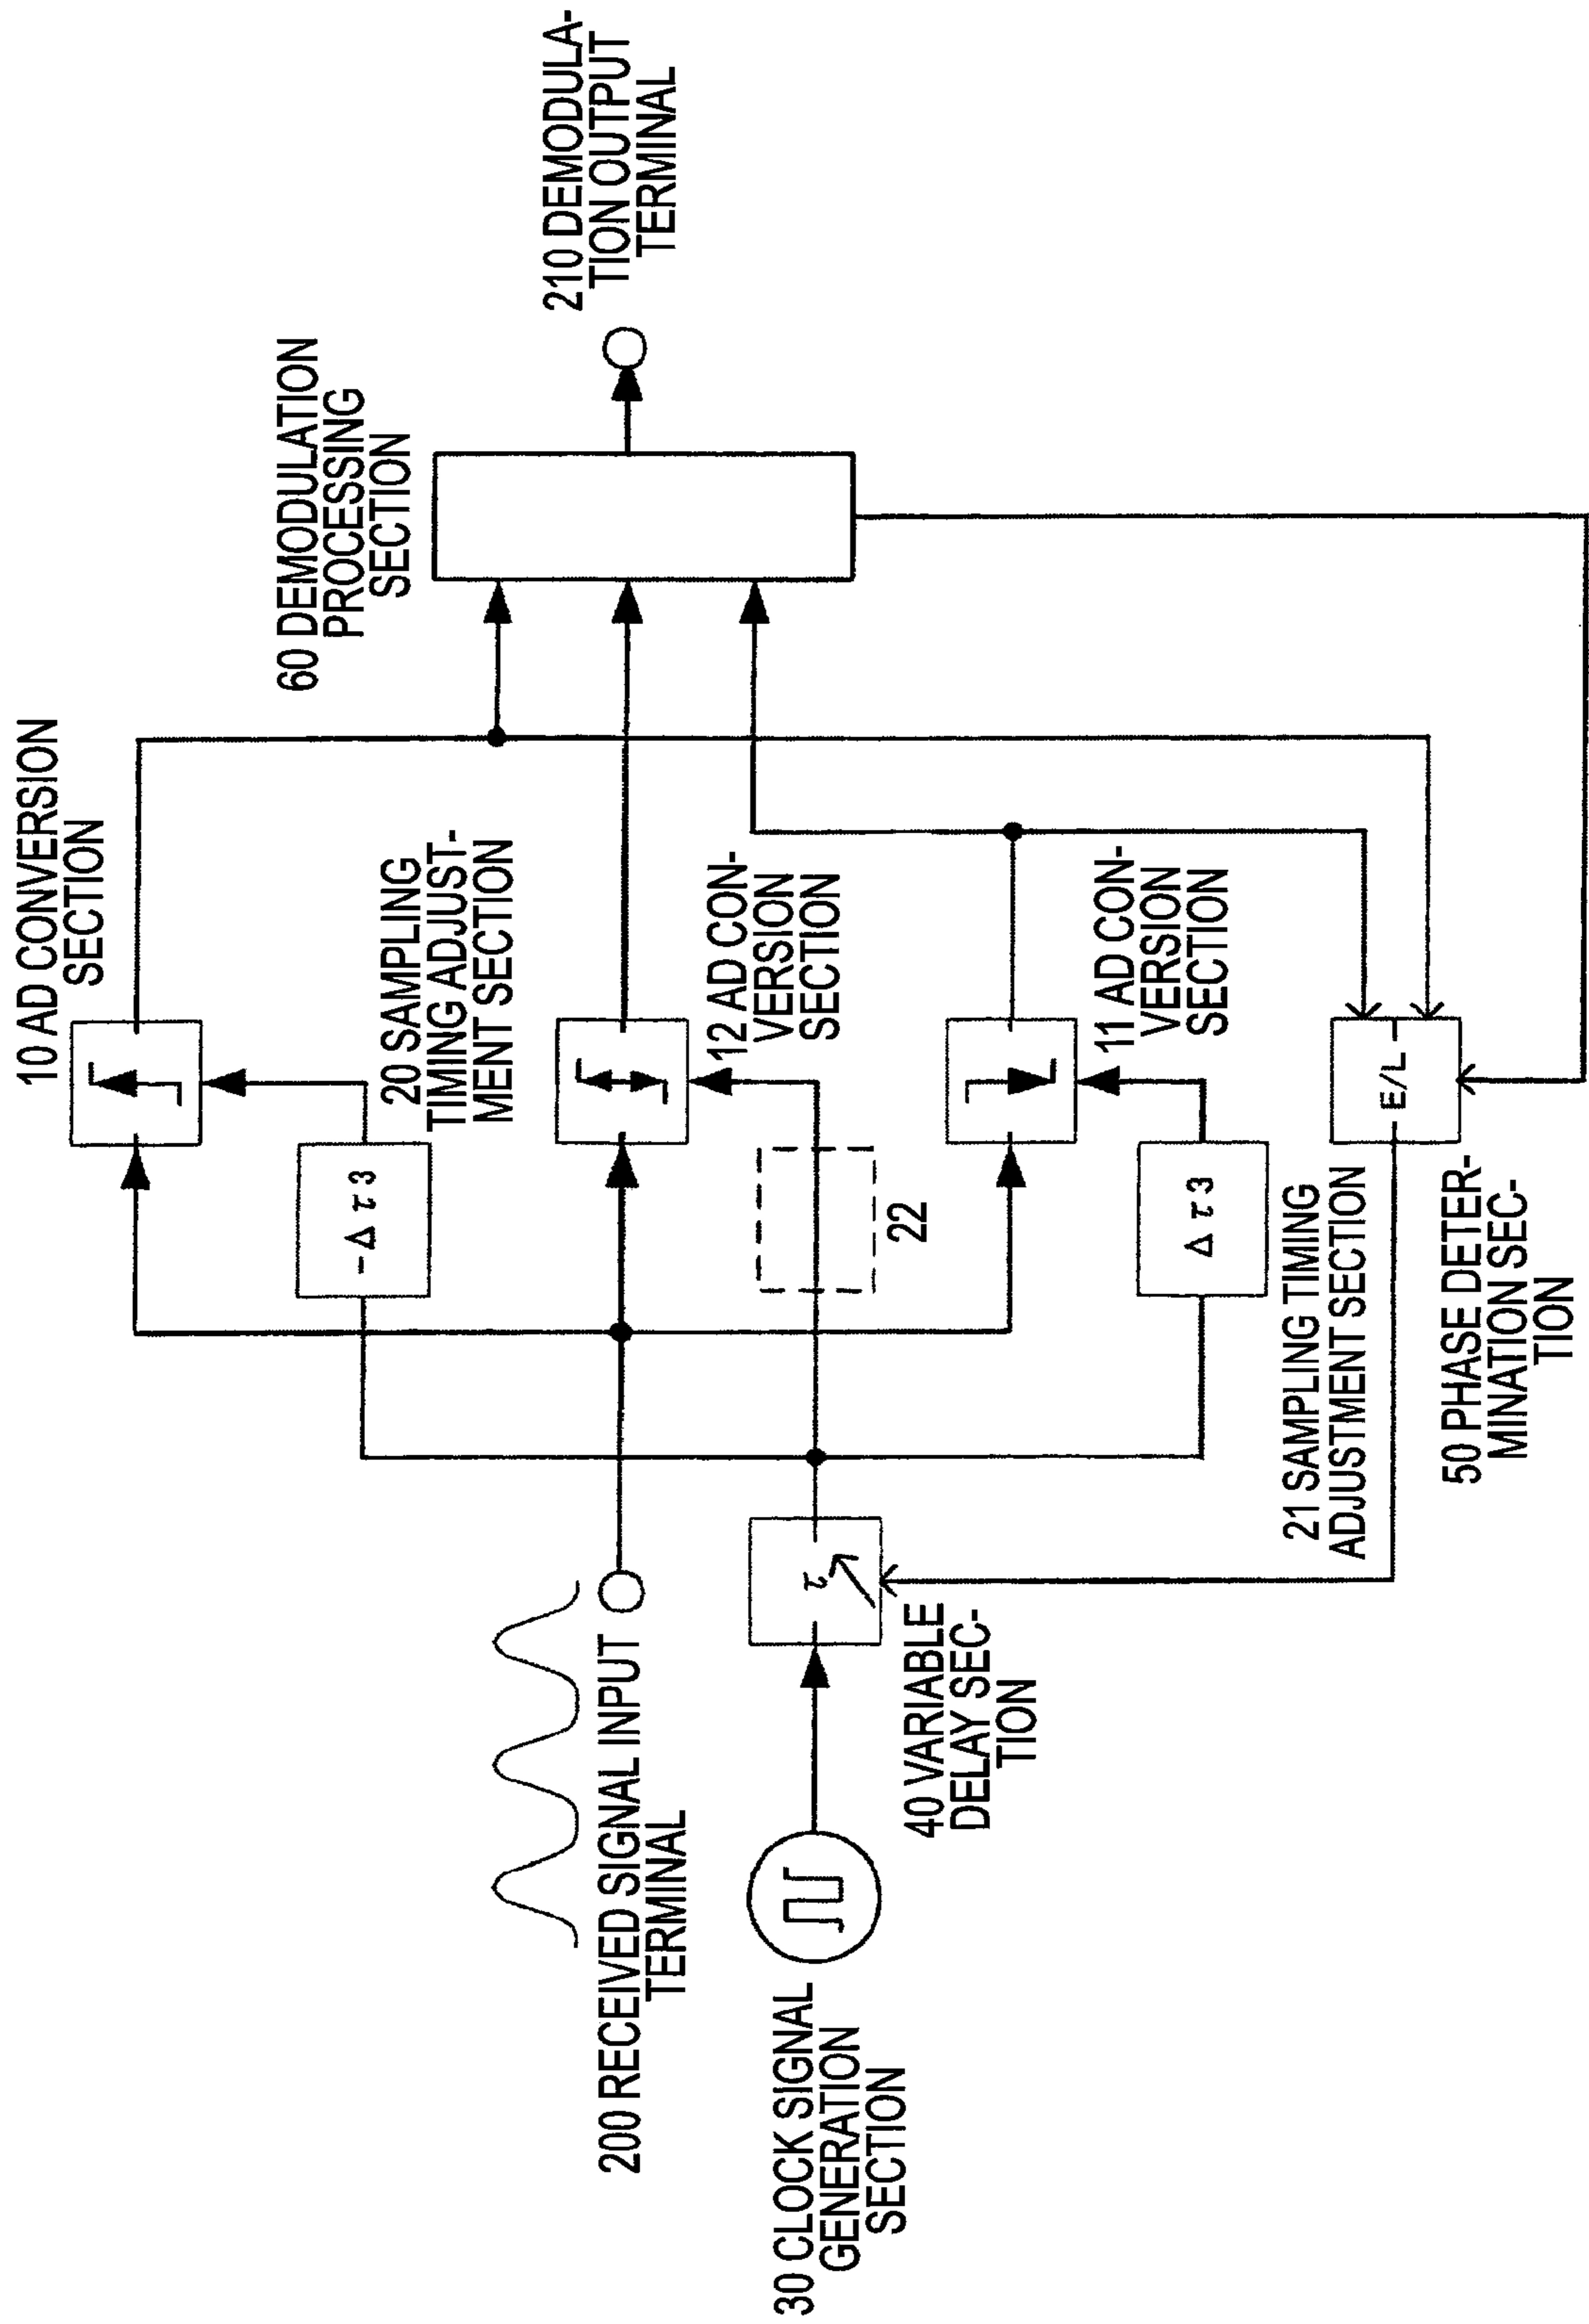 10 AD CONVERSION
SECTION
20 SAMPLING
TIMING ADJUST-
MENT SECTION
-Δτ3
12 AD CON-
VERSION
SECTION
22
11 AD CON-
VERSION
SECTION
Δτ3
21 SAMPLING TIMING
ADJUSTMENT SECTION
E/L
50 PHASE DETER-
MINATION SEC-
TION
60 DEMODULATION
PROCESSING
SECTION
210 DEMODULA-
TION OUTPUT
TERMINAL
200 RECEIVED SIGNAL INPUT
TERMINAL
30 CLOCK SIGNAL
GENERATION
SECTION
τ
40 VARIABLE
DELAY SEC-
TION